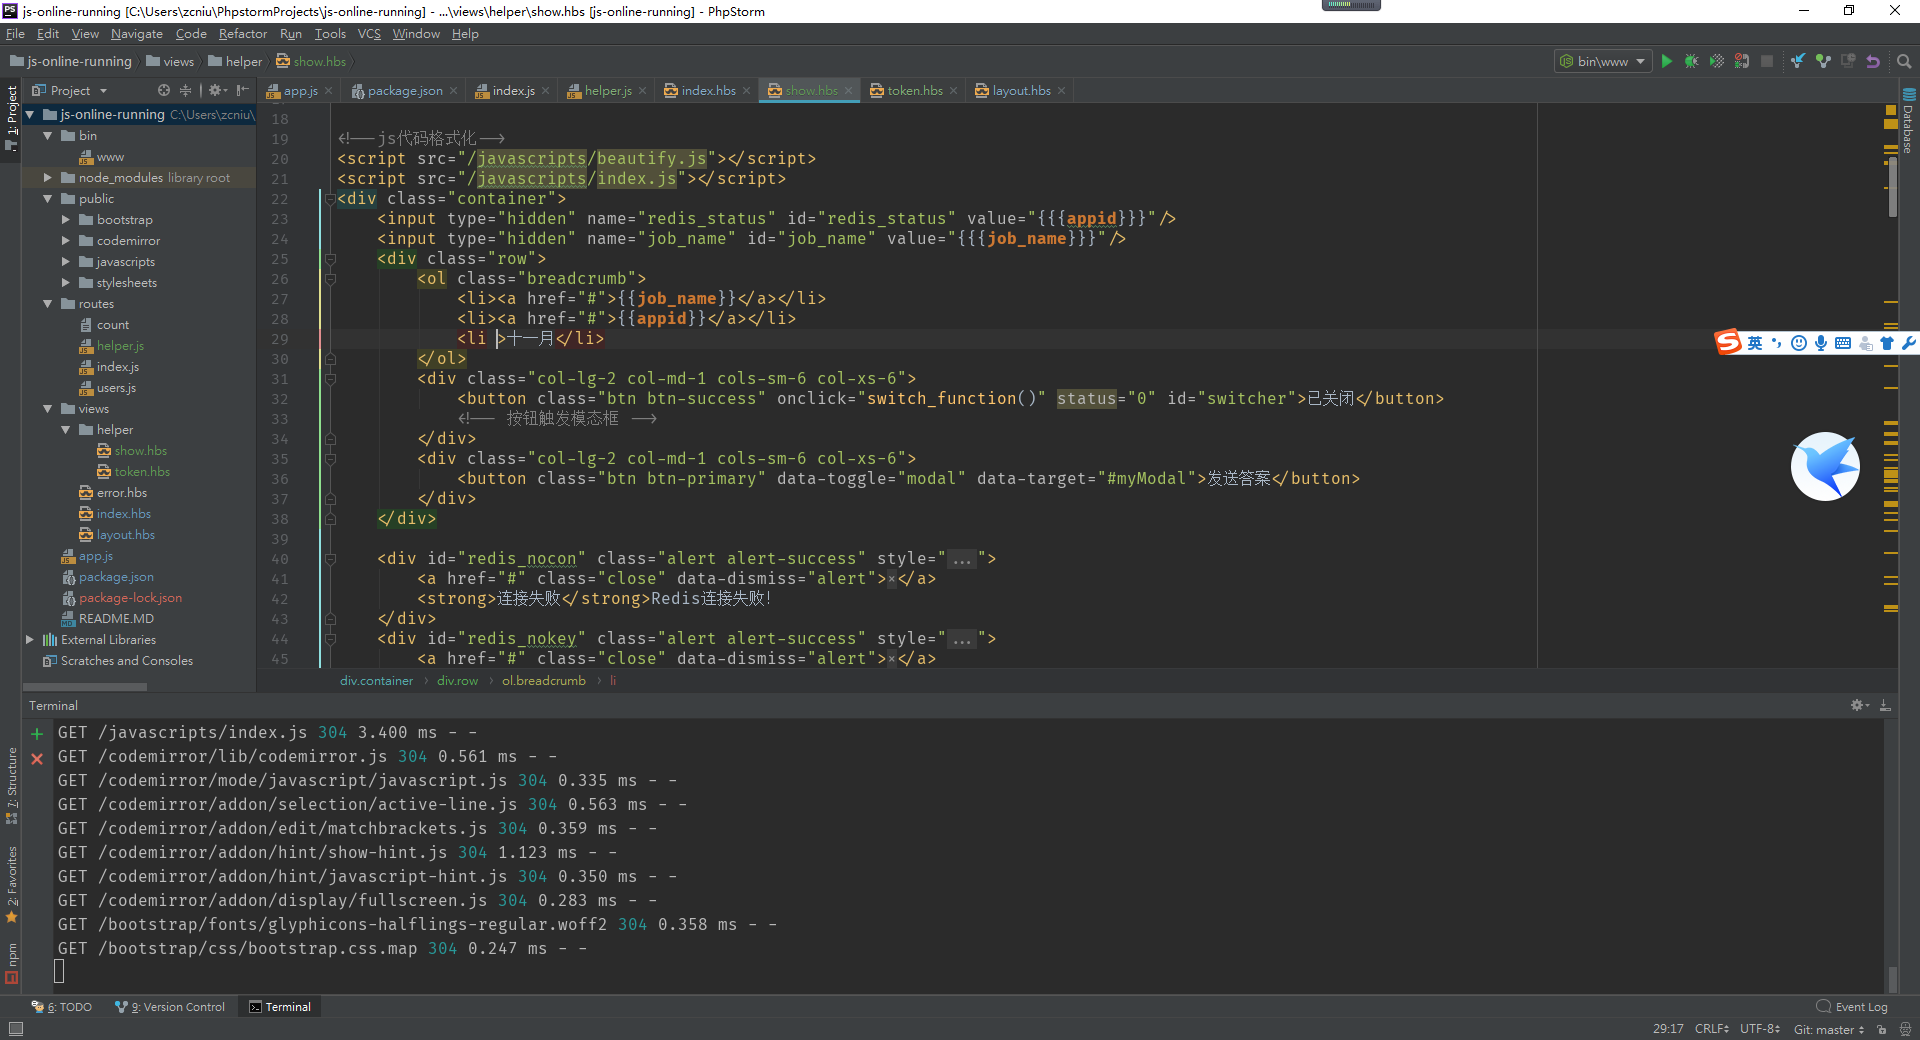 js-online-running [C:\Users\zcniu\PhpstormProjects\js-online-running] - ...\views\helper\show.hbs [js-online-running] - PhpStorm
File Edit View Navigate Code Refactor Run Tools VCS Window Help
js-online-running views helper show.hbs bin\www
1: Project
Project
app.js package.json index.js helper.js index.hbs show.hbs token.hbs layout.hbs
Database
js-online-running C:\Users\zcniu\
bin
www
node_modules library root
public
bootstrap
codemirror
javascripts
stylesheets
routes
count
helper.js
index.js
users.js
views
helper
show.hbs
token.hbs
error.hbs
index.hbs
layout.hbs
app.js
package.json
package-lock.json
README.MD
External Libraries
Scratches and Consoles
18
19 <!--js代码格式化-->
20 <script src="/javascripts/beautify.js"></script>
21 <script src="/javascripts/index.js"></script>
22 <div class="container">
23 <input type="hidden" name="redis_status" id="redis_status" value="{{{appid}}}"/>
24 <input type="hidden" name="job_name" id="job_name" value="{{{job_name}}}"/>
25 <div class="row">
26 <ol class="breadcrumb">
27 <li><a href="#">{{job_name}}</a></li>
28 <li><a href="#">{{appid}}</a></li>
29 <li >十一月</li>
30 </ol>
31 <div class="col-lg-2 col-md-1 cols-sm-6 col-xs-6">
32 <button class="btn btn-success" onclick="switch_function()" status="0" id="switcher">已关闭</button>
33 <!-- 按钮触发模态框 -->
34 </div>
35 <div class="col-lg-2 col-md-1 cols-sm-6 col-xs-6">
36 <button class="btn btn-primary" data-toggle="modal" data-target="#myModal">发送答案</button>
37 </div>
38 </div>
39
40 <div id="redis_nocon" class="alert alert-success" style="...">
41 <a href="#" class="close" data-dismiss="alert">×</a>
42 <strong>连接失败</strong>Redis连接失败!
43 </div>
44 <div id="redis_nokey" class="alert alert-success" style="...">
45 <a href="#" class="close" data-dismiss="alert">×</a>
英
div.container div.row ol.breadcrumb li
Terminal
GET /javascripts/index.js 304 3.400 ms - -
GET /codemirror/lib/codemirror.js 304 0.561 ms - -
GET /codemirror/mode/javascript/javascript.js 304 0.335 ms - -
GET /codemirror/addon/selection/active-line.js 304 0.563 ms - -
GET /codemirror/addon/edit/matchbrackets.js 304 0.359 ms - -
GET /codemirror/addon/hint/show-hint.js 304 1.123 ms - -
GET /codemirror/addon/hint/javascript-hint.js 304 0.350 ms - -
GET /codemirror/addon/display/fullscreen.js 304 0.283 ms - -
GET /bootstrap/fonts/glyphicons-halflings-regular.woff2 304 0.358 ms - -
GET /bootstrap/css/bootstrap.css.map 304 0.247 ms - -
7: Structure
2: Favorites
npm
6: TODO 9: Version Control Terminal Event Log
29:17 CRLF UTF-8 Git: master